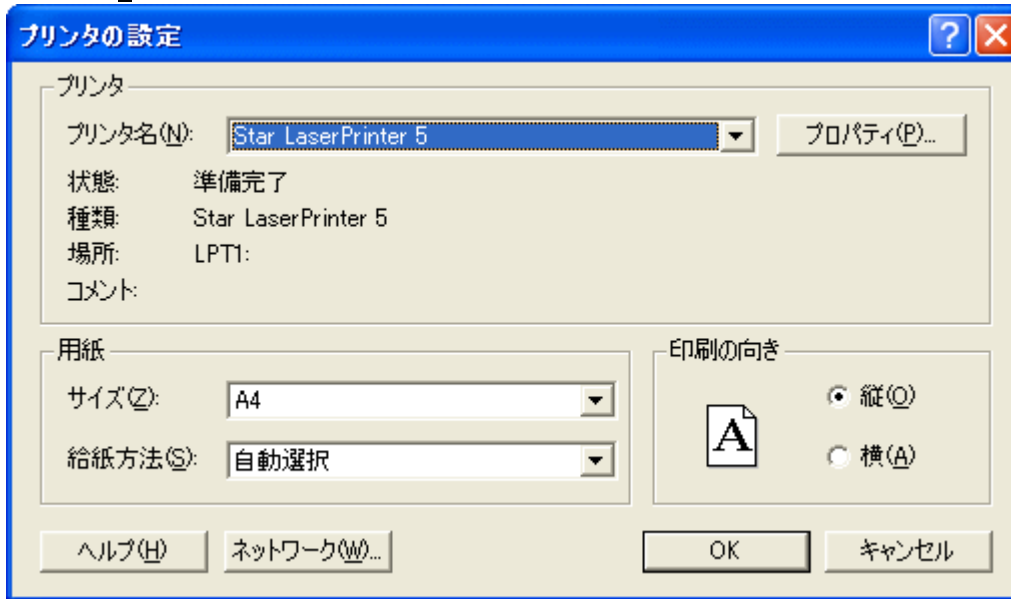 プリンタの設定
プリンタ
プリンタ名(N): Star LaserPrinter 5 プロパティ(P)...
状態: 準備完了
種類: Star LaserPrinter 5
場所: LPT1:
コメント:
用紙
サイズ(Z): A4
給紙方法(S): 自動選択
印刷の向き
A
縦(O)
横(A)
ヘルプ(H) ネットワーク(W)... OK キャンセル